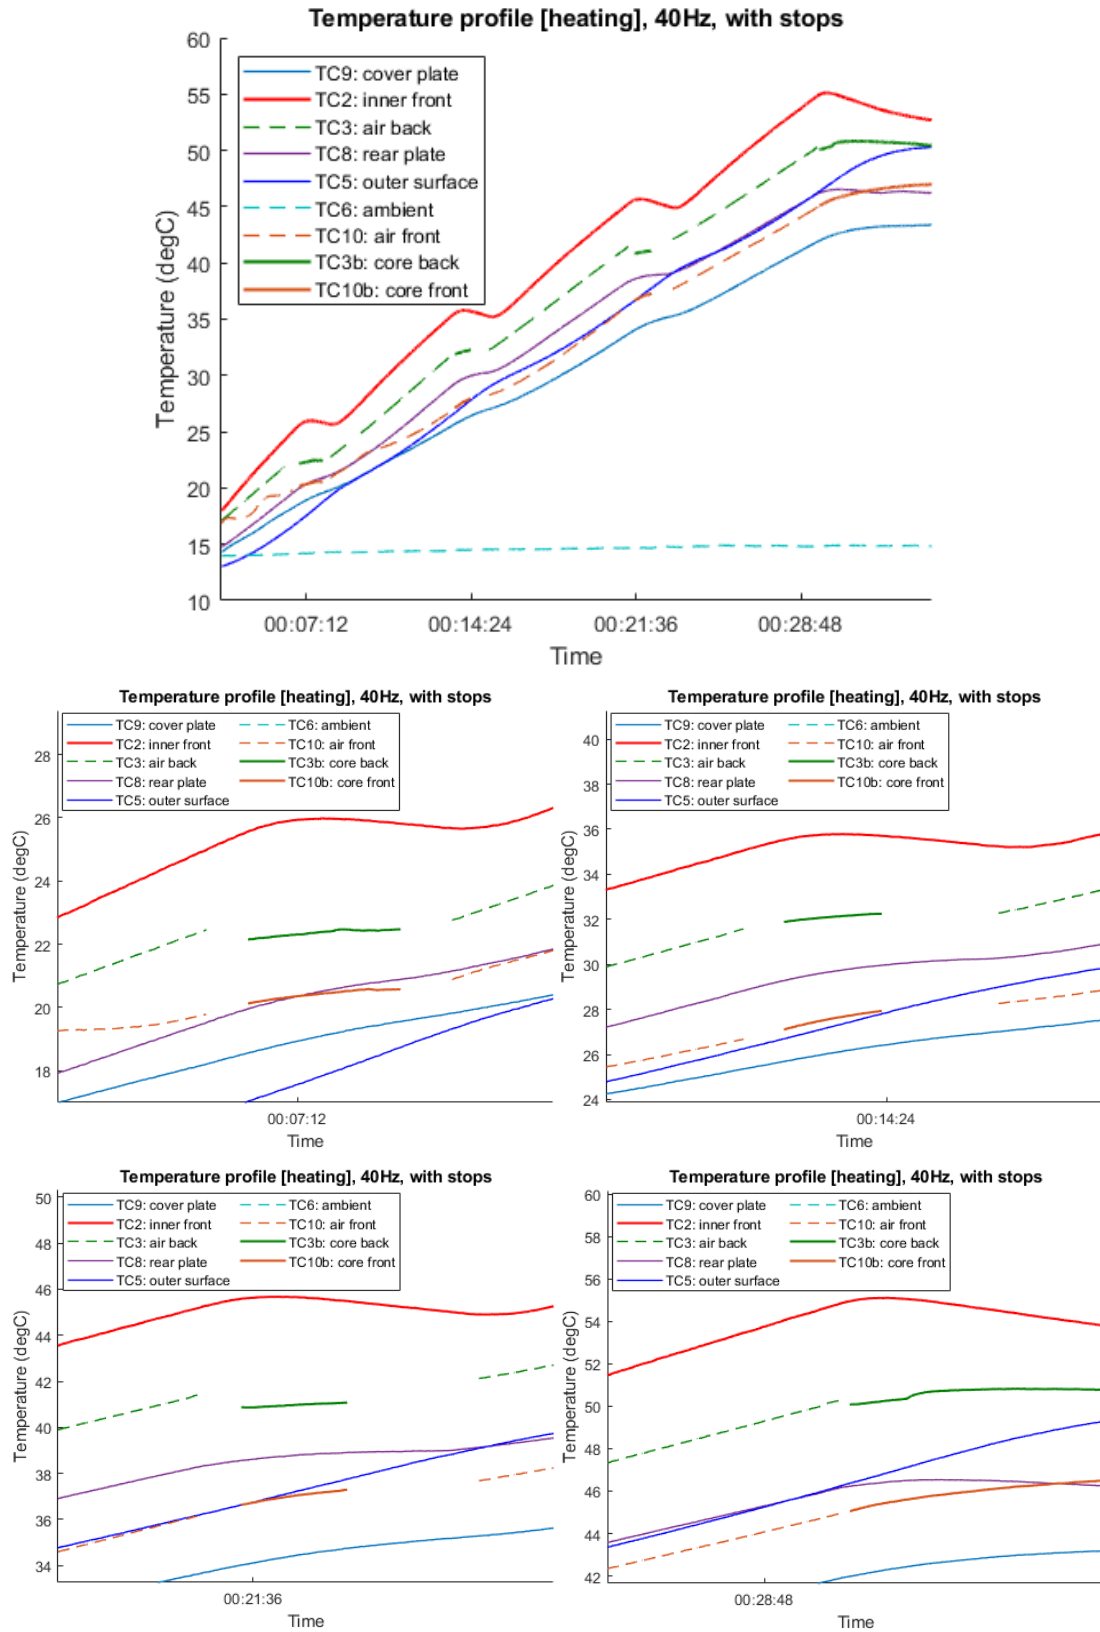 Temperature profile [heating], 40Hz, with stops
60
55
50
45
40
35
30
25
20
15
10
Temperature (degC)
TC9: cover plate
TC2: inner front
TC3: air back
TC8: rear plate
TC5: outer surface
TC6: ambient
TC10: air front
TC3b: core back
TC10b: core front
00:07:12 00:14:24 00:21:36 00:28:48
Time
Temperature profile [heating], 40Hz, with stops
TC9: cover plate TC6: ambient
TC2: inner front TC10: air front
TC3: air back TC3b: core back
TC8: rear plate TC10b: core front
TC5: outer surface
28
26
24
22
20
18
Temperature (degC)
00:07:12
Time
Temperature profile [heating], 40Hz, with stops
TC9: cover plate TC6: ambient
TC2: inner front TC10: air front
TC3: air back TC3b: core back
TC8: rear plate TC10b: core front
TC5: outer surface
40
38
36
34
32
30
28
26
24
Temperature (degC)
00:14:24
Time
Temperature profile [heating], 40Hz, with stops
TC9: cover plate TC6: ambient
TC2: inner front TC10: air front
TC3: air back TC3b: core back
TC8: rear plate TC10b: core front
TC5: outer surface
50
48
46
44
42
40
38
36
34
Temperature (degC)
00:21:36
Time
Temperature profile [heating], 40Hz, with stops
TC9: cover plate TC6: ambient
TC2: inner front TC10: air front
TC3: air back TC3b: core back
TC8: rear plate TC10b: core front
TC5: outer surface
60
58
56
54
52
50
48
46
44
42
Temperature (degC)
00:28:48
Time